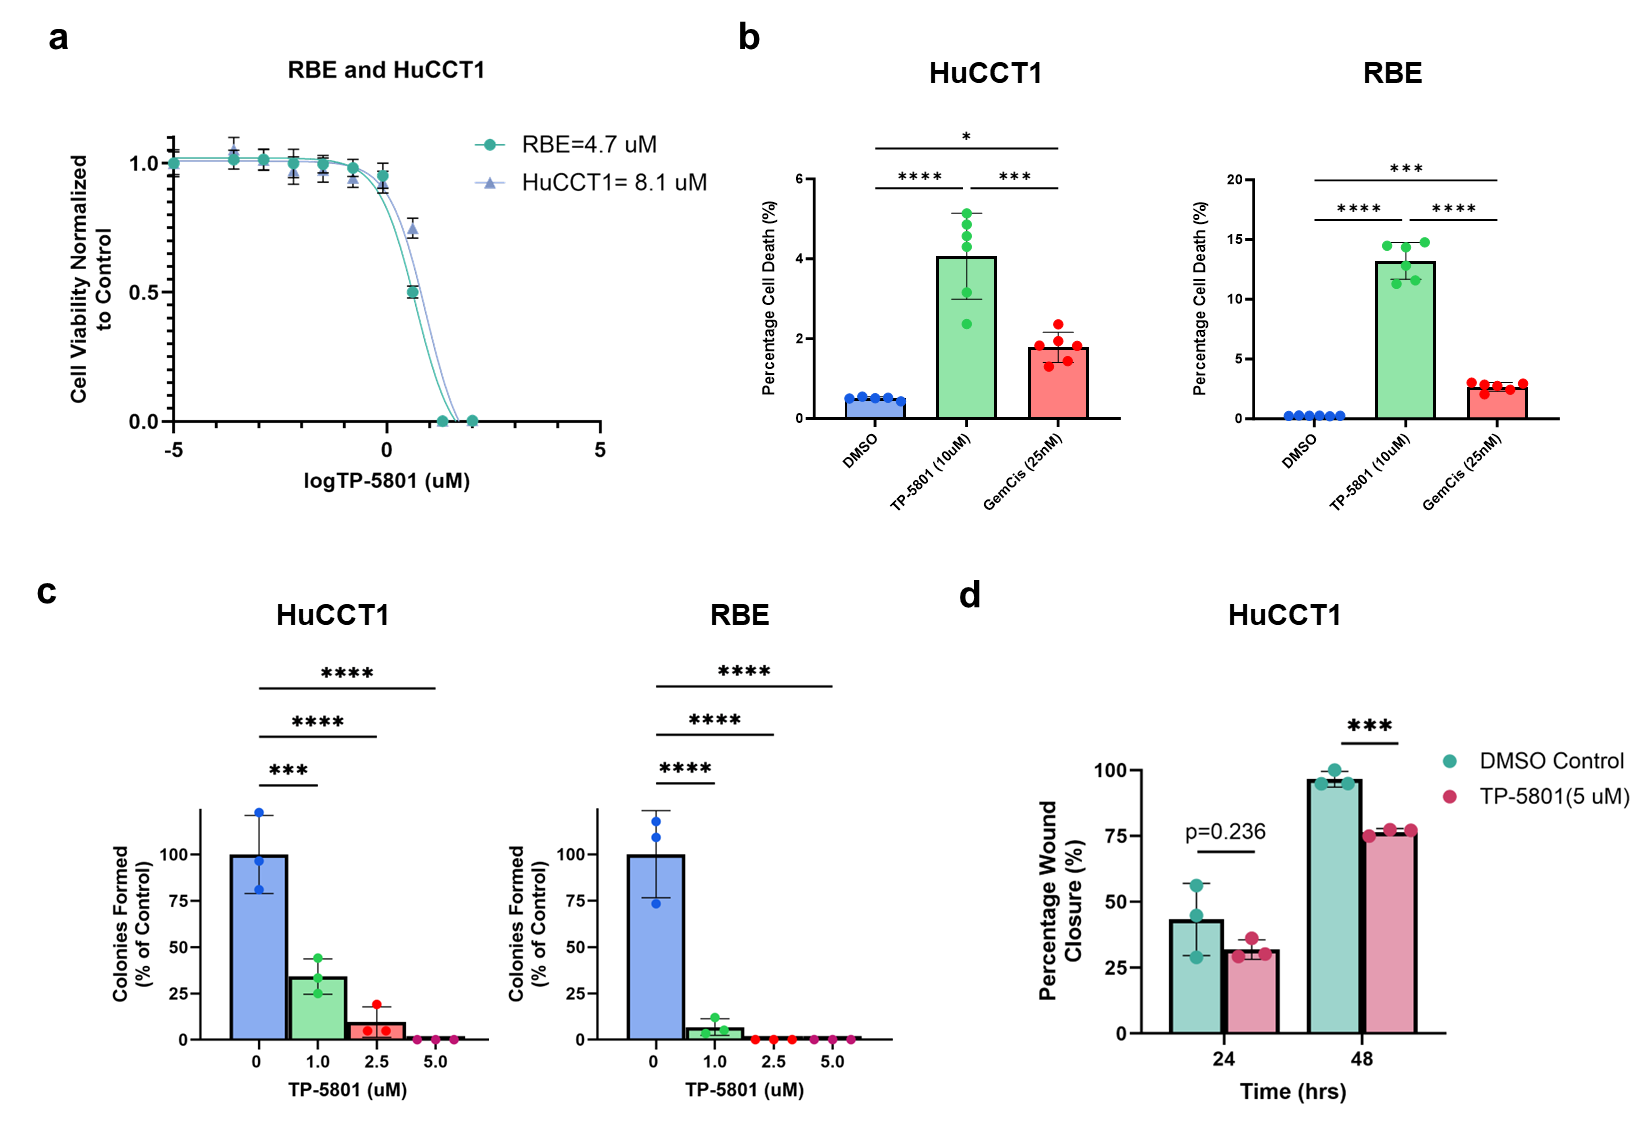 a
RBE and HuCCT1
Cell Viability Normalized
to Control
1.0
0.5
0.0
-5
0
5
logTP-5801 (uM)
RBE=4.7 uM
HuCCT1= 8.1 uM
b
HuCCT1
*
****
***
Percentage Cell Death (%)
6
4
2
0
DMSO
TP-5801 (10uM)
GemCis (25nM)
RBE
***
****
****
Percentage Cell Death (%)
20
15
10
5
0
DMSO
TP-5801 (10uM)
GemCis (25nM)
c
HuCCT1
****
****
***
Colonies Formed
(% of Control)
100
75
50
25
0
0
1.0
2.5
5.0
TP-5801 (uM)
RBE
****
****
****
Colonies Formed
(% of Control)
100
75
50
25
0
0
1.0
2.5
5.0
TP-5801 (uM)
d
HuCCT1
***
p=0.236
Percentage Wound
Closure (%)
100
75
50
25
0
24
48
Time (hrs)
DMSO Control
TP-5801(5 uM)